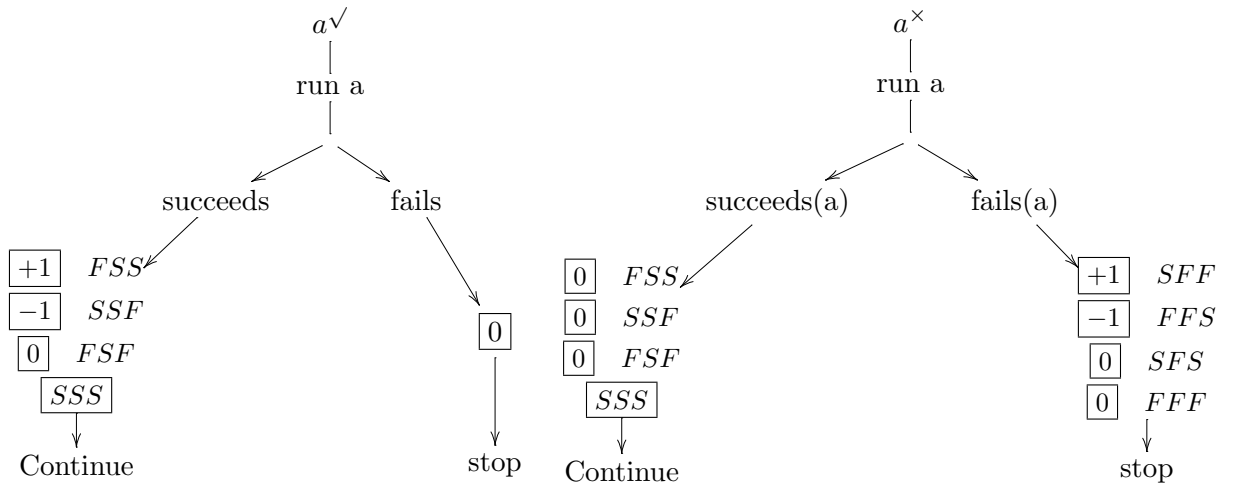 a√
run a
succeeds
fails
+1 FSS
−1 SSF
0 FSF
SSS
Continue
0
stop
a×
run a
succeeds(a)
fails(a)
0 FSS
0 SSF
0 FSF
SSS
Continue
+1 SFF
−1 FFS
0 SFS
0 FFF
stop